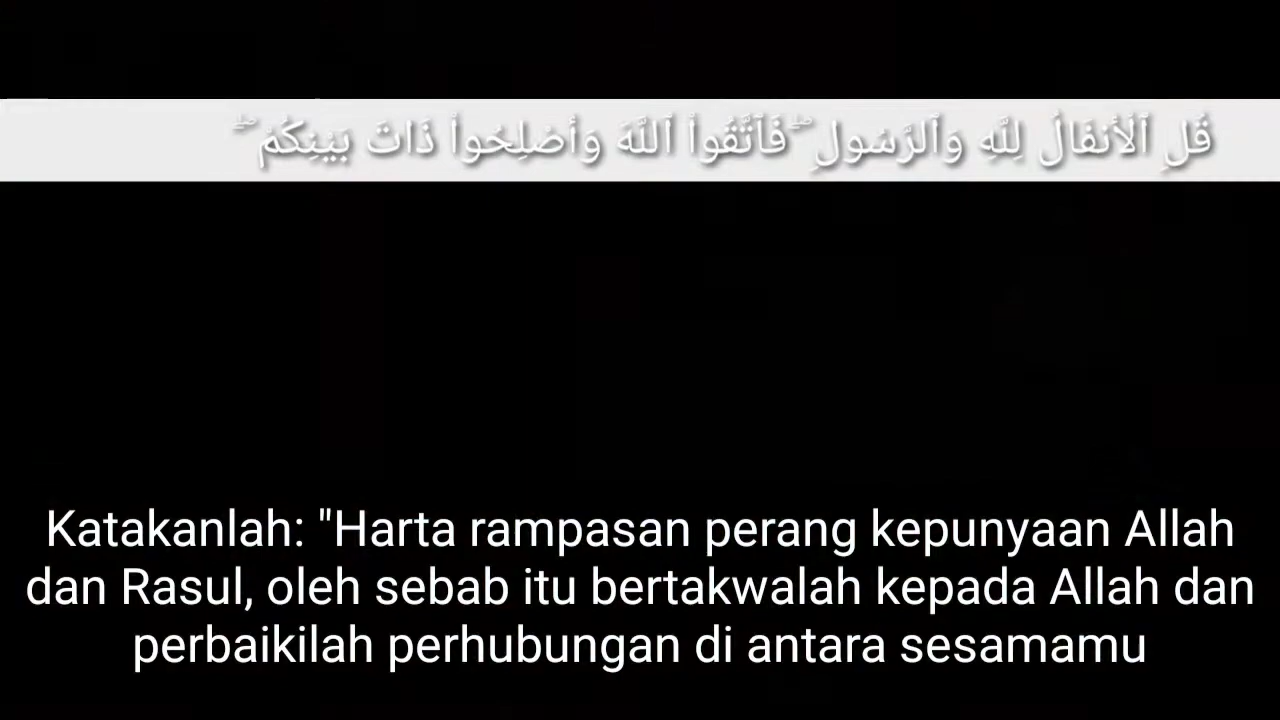 قُلِ ٱلْأَنفَالُ لِلَّهِ وَٱلرَّسُولِ ۖ فَٱتَّقُوا۟ ٱللَّهَ وَأَصْلِحُوا۟ ذَاتَ بَيْنِكُمْ ۖ
Katakanlah: "Harta rampasan perang kepunyaan Allah
dan Rasul, oleh sebab itu bertakwalah kepada Allah dan
perbaikilah perhubungan di antara sesamamu